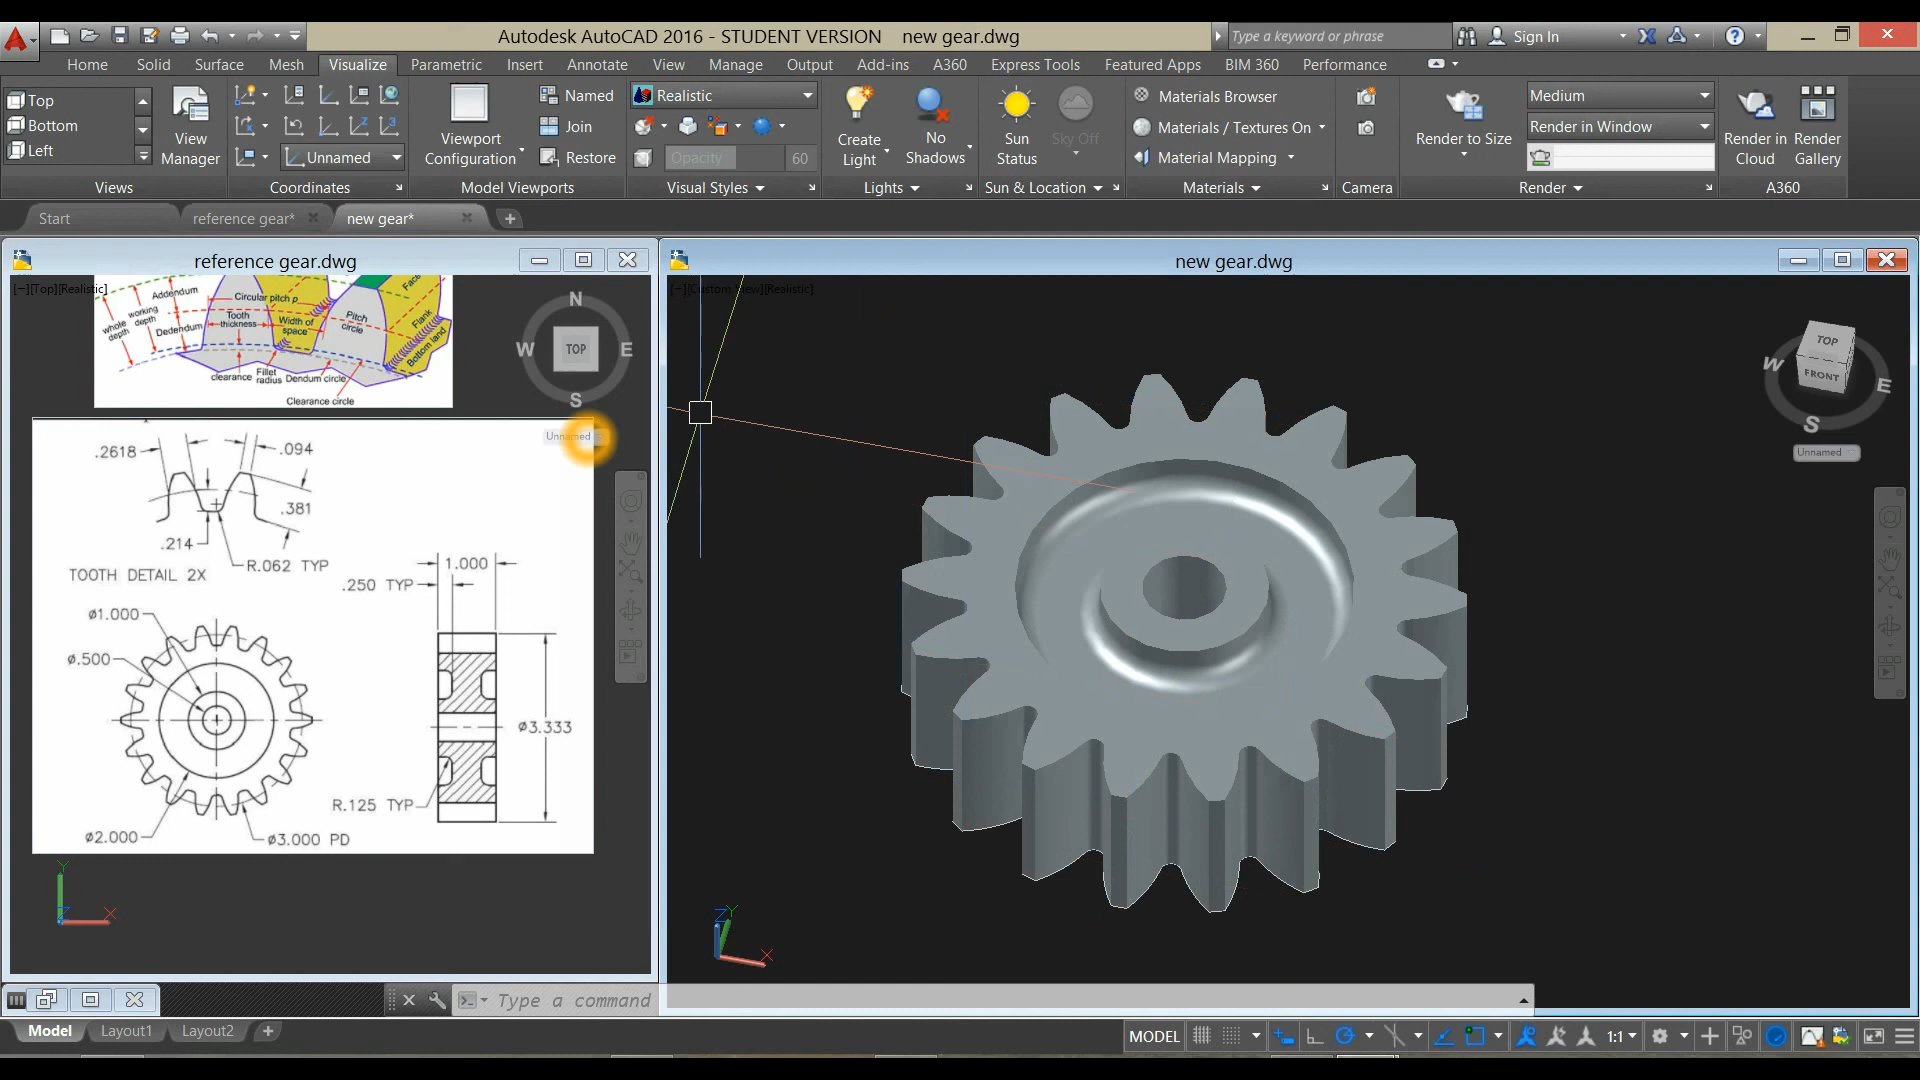 Autodesk AutoCAD 2016 - STUDENT VERSION new gear.dwg
Type a keyword or phrase
Sign In
Home Solid Surface Mesh Visualize Parametric Insert Annotate View Manage Output Add-ins A360 Express Tools Featured Apps BIM 360 Performance
Top
Bottom
Left
View
Manager
Unnamed
Viewport
Configuration
Named
Join
Restore
Realistic
Opacity 60
Create
Light
No
Shadows
Sun
Status
Sky Off
Materials Browser
Materials / Textures On
Material Mapping
Render to Size
Medium
Render in Window
Render in
Cloud
Render
Gallery
Views Coordinates Model Viewports Visual Styles Lights Sun & Location Materials Camera Render A360
Start reference gear* new gear*
reference gear.dwg
new gear.dwg
[−][Top][Realistic]
[−][Custom View][Realistic]
Addendum
Circular pitch p
whole
depth
working
depth
Dedendum
Tooth
thickness
Width of
space
Pitch
circle
Face
Flank
Bottom land
clearance
Fillet
radius
Dendum circle
Clearance circle
N
W TOP E
S
Unnamed
.2618
.094
.381
.214
R.062 TYP
TOOTH DETAIL 2X
1.000
.250 TYP
ø1.000
ø.500
ø3.333
R.125 TYP
ø2.000
ø3.000 PD
Y
Z X
TOP
W FRONT E
S
Unnamed
Z Y
X
Type a command
Model Layout1 Layout2
MODEL
1:1